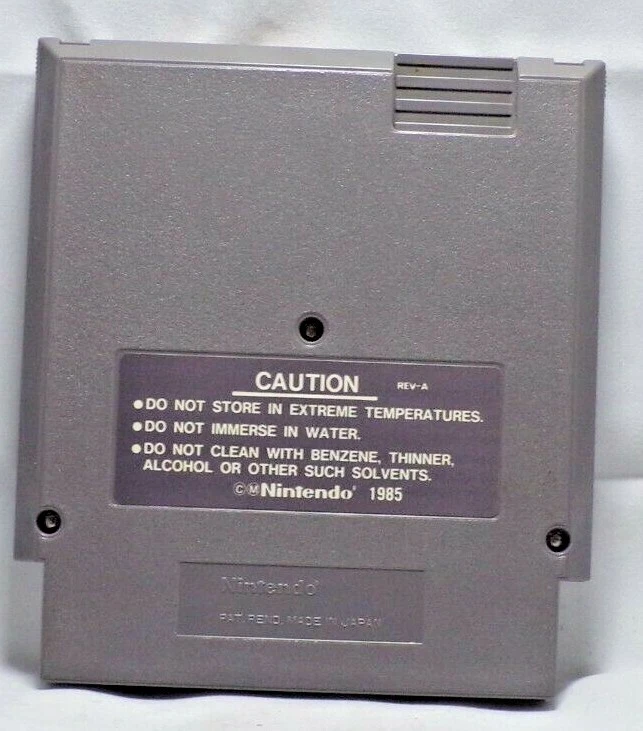 CAUTION REV-A
●DO NOT STORE IN EXTREME TEMPERATURES.
●DO NOT IMMERSE IN WATER.
●DO NOT CLEAN WITH BENZENE, THINNER,
ALCOHOL OR OTHER SUCH SOLVENTS.
ⒸⓂNintendo® 1985
Nintendo®
PAT. PEND. MADE IN JAPAN